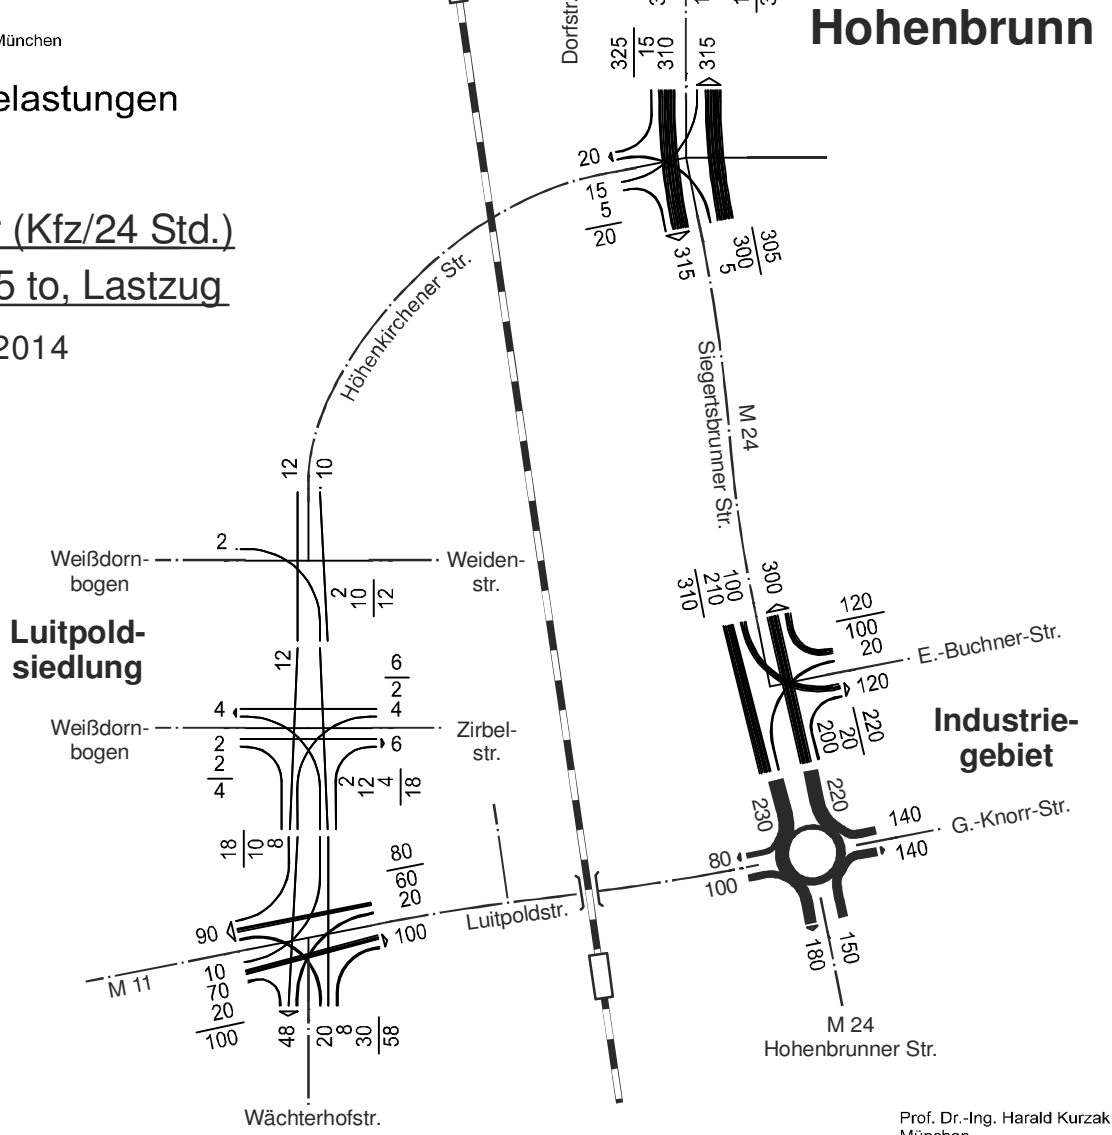 München
elastungen
(Kfz/24 Std.)
5 to, Lastzug
2014
Hohenbrunn
Dorfstr.
325
15
310
315
20
15
5
20
315
300
5
305
Höhenkirchener Str.
Siegertsbrunner Str.
M 24
12
10
2
Weißdorn-
bogen
Weiden-
str.
2
10
12
Luitpold-
siedlung
12
6
2
4
4
Weißdorn-
bogen
Zirbel-
str.
2
2
4
6
2
12
4
18
18
10
8
80
60
20
90
100
Luitpoldstr.
M 11
10
70
20
100
48
20
8
30
58
Wächterhofstr.
310
210
100
300
120
100
20
E.-Buchner-Str.
120
200
20
220
Industrie-
gebiet
230
220
140
G.-Knorr-Str.
140
80
100
180
150
M 24
Hohenbrunner Str.
Prof. Dr.-Ing. Harald Kurzak
München